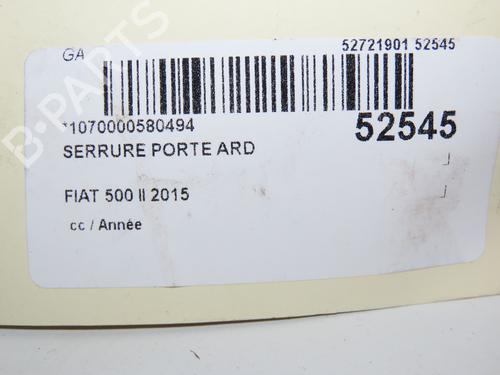 GA 52721901 52545
*1070000580494 52545
SERRURE PORTE ARD
FIAT 500 II 2015
cc / Année
B-PARTS